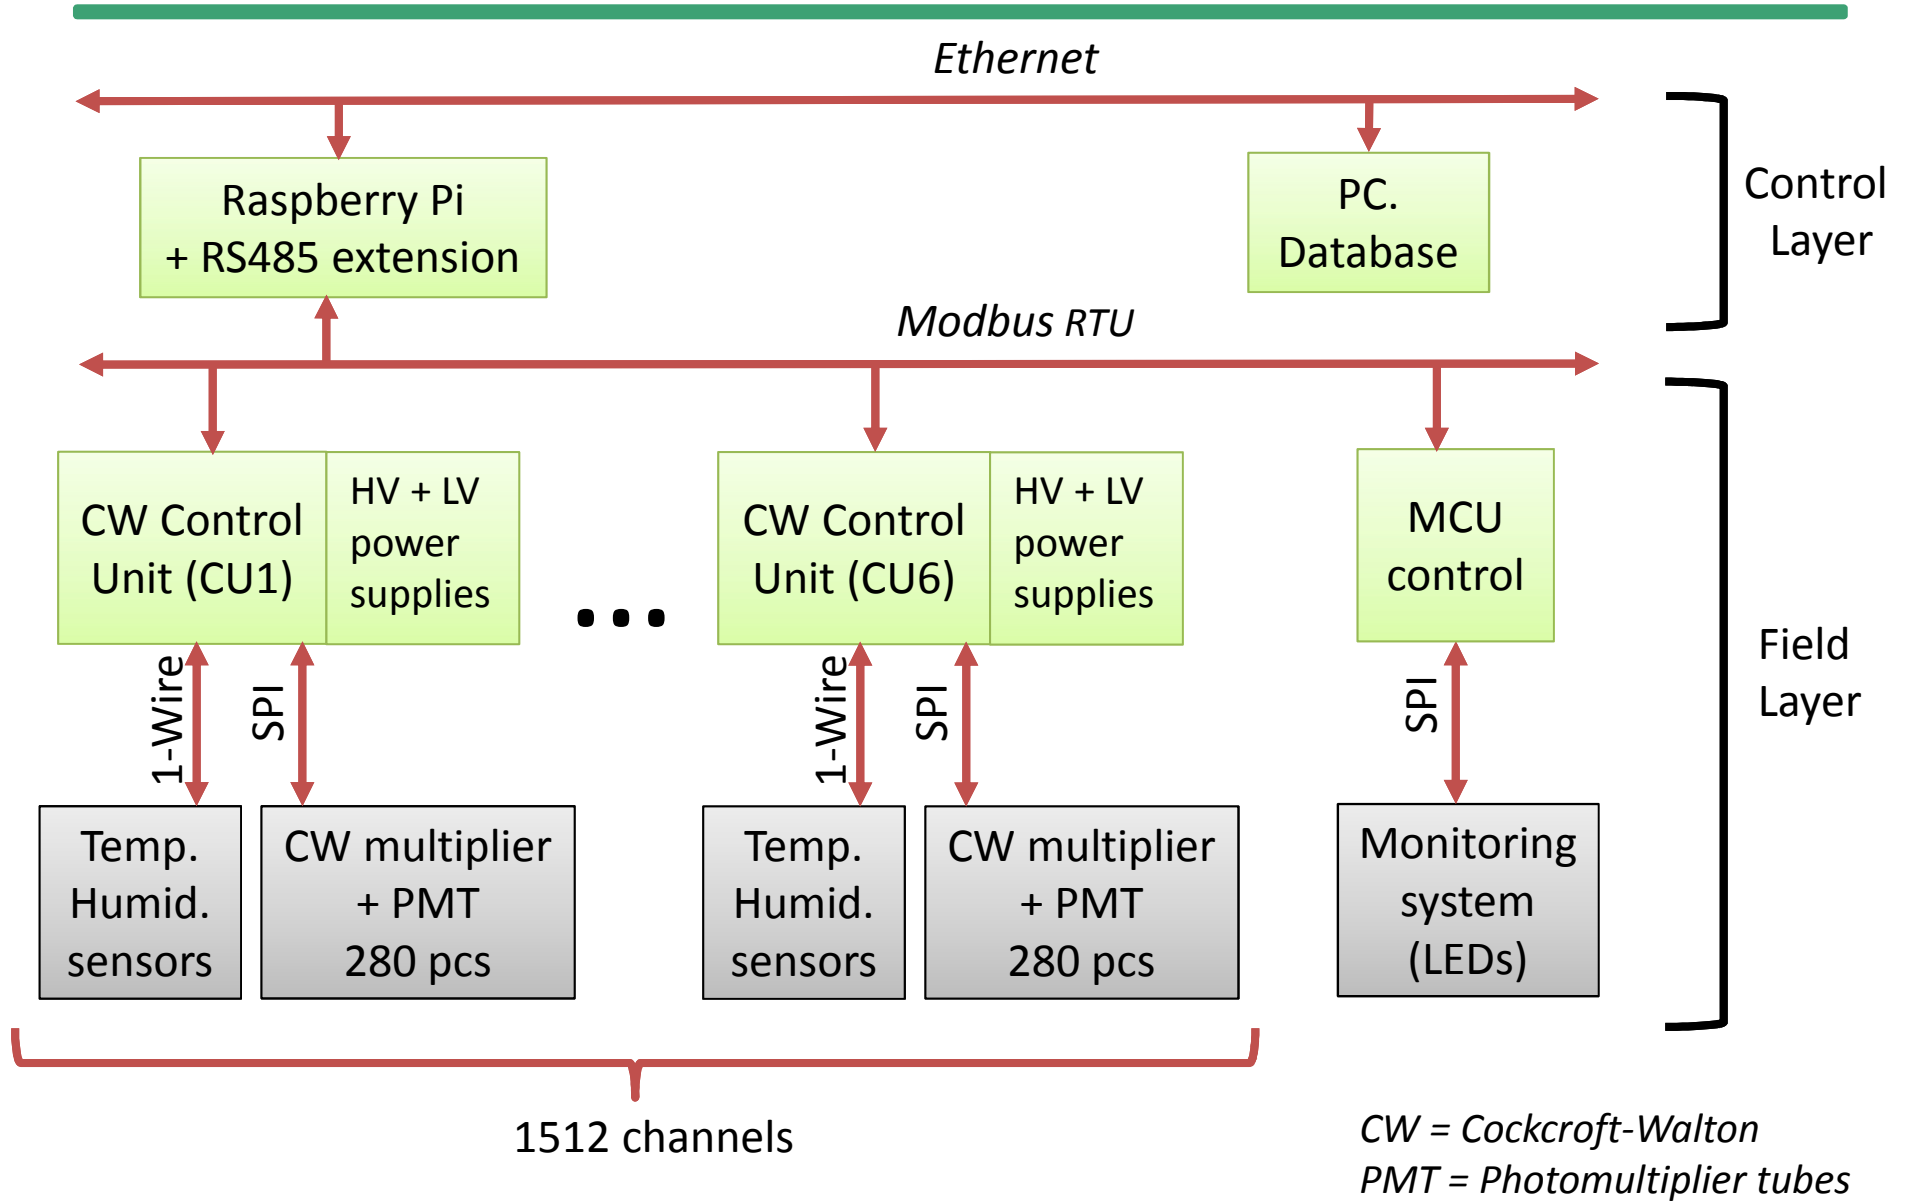 Ethernet
Raspberry Pi
+ RS485 extension
PC.
Database
Control
Layer
Modbus RTU
CW Control
Unit (CU1)
HV + LV
power
supplies
...
CW Control
Unit (CU6)
HV + LV
power
supplies
MCU
control
1-Wire
SPI
1-Wire
SPI
SPI
Field
Layer
Temp.
Humid.
sensors
CW multiplier
+ PMT
280 pcs
Temp.
Humid.
sensors
CW multiplier
+ PMT
280 pcs
Monitoring
system
(LEDs)
1512 channels
CW = Cockcroft-Walton
PMT = Photomultiplier tubes